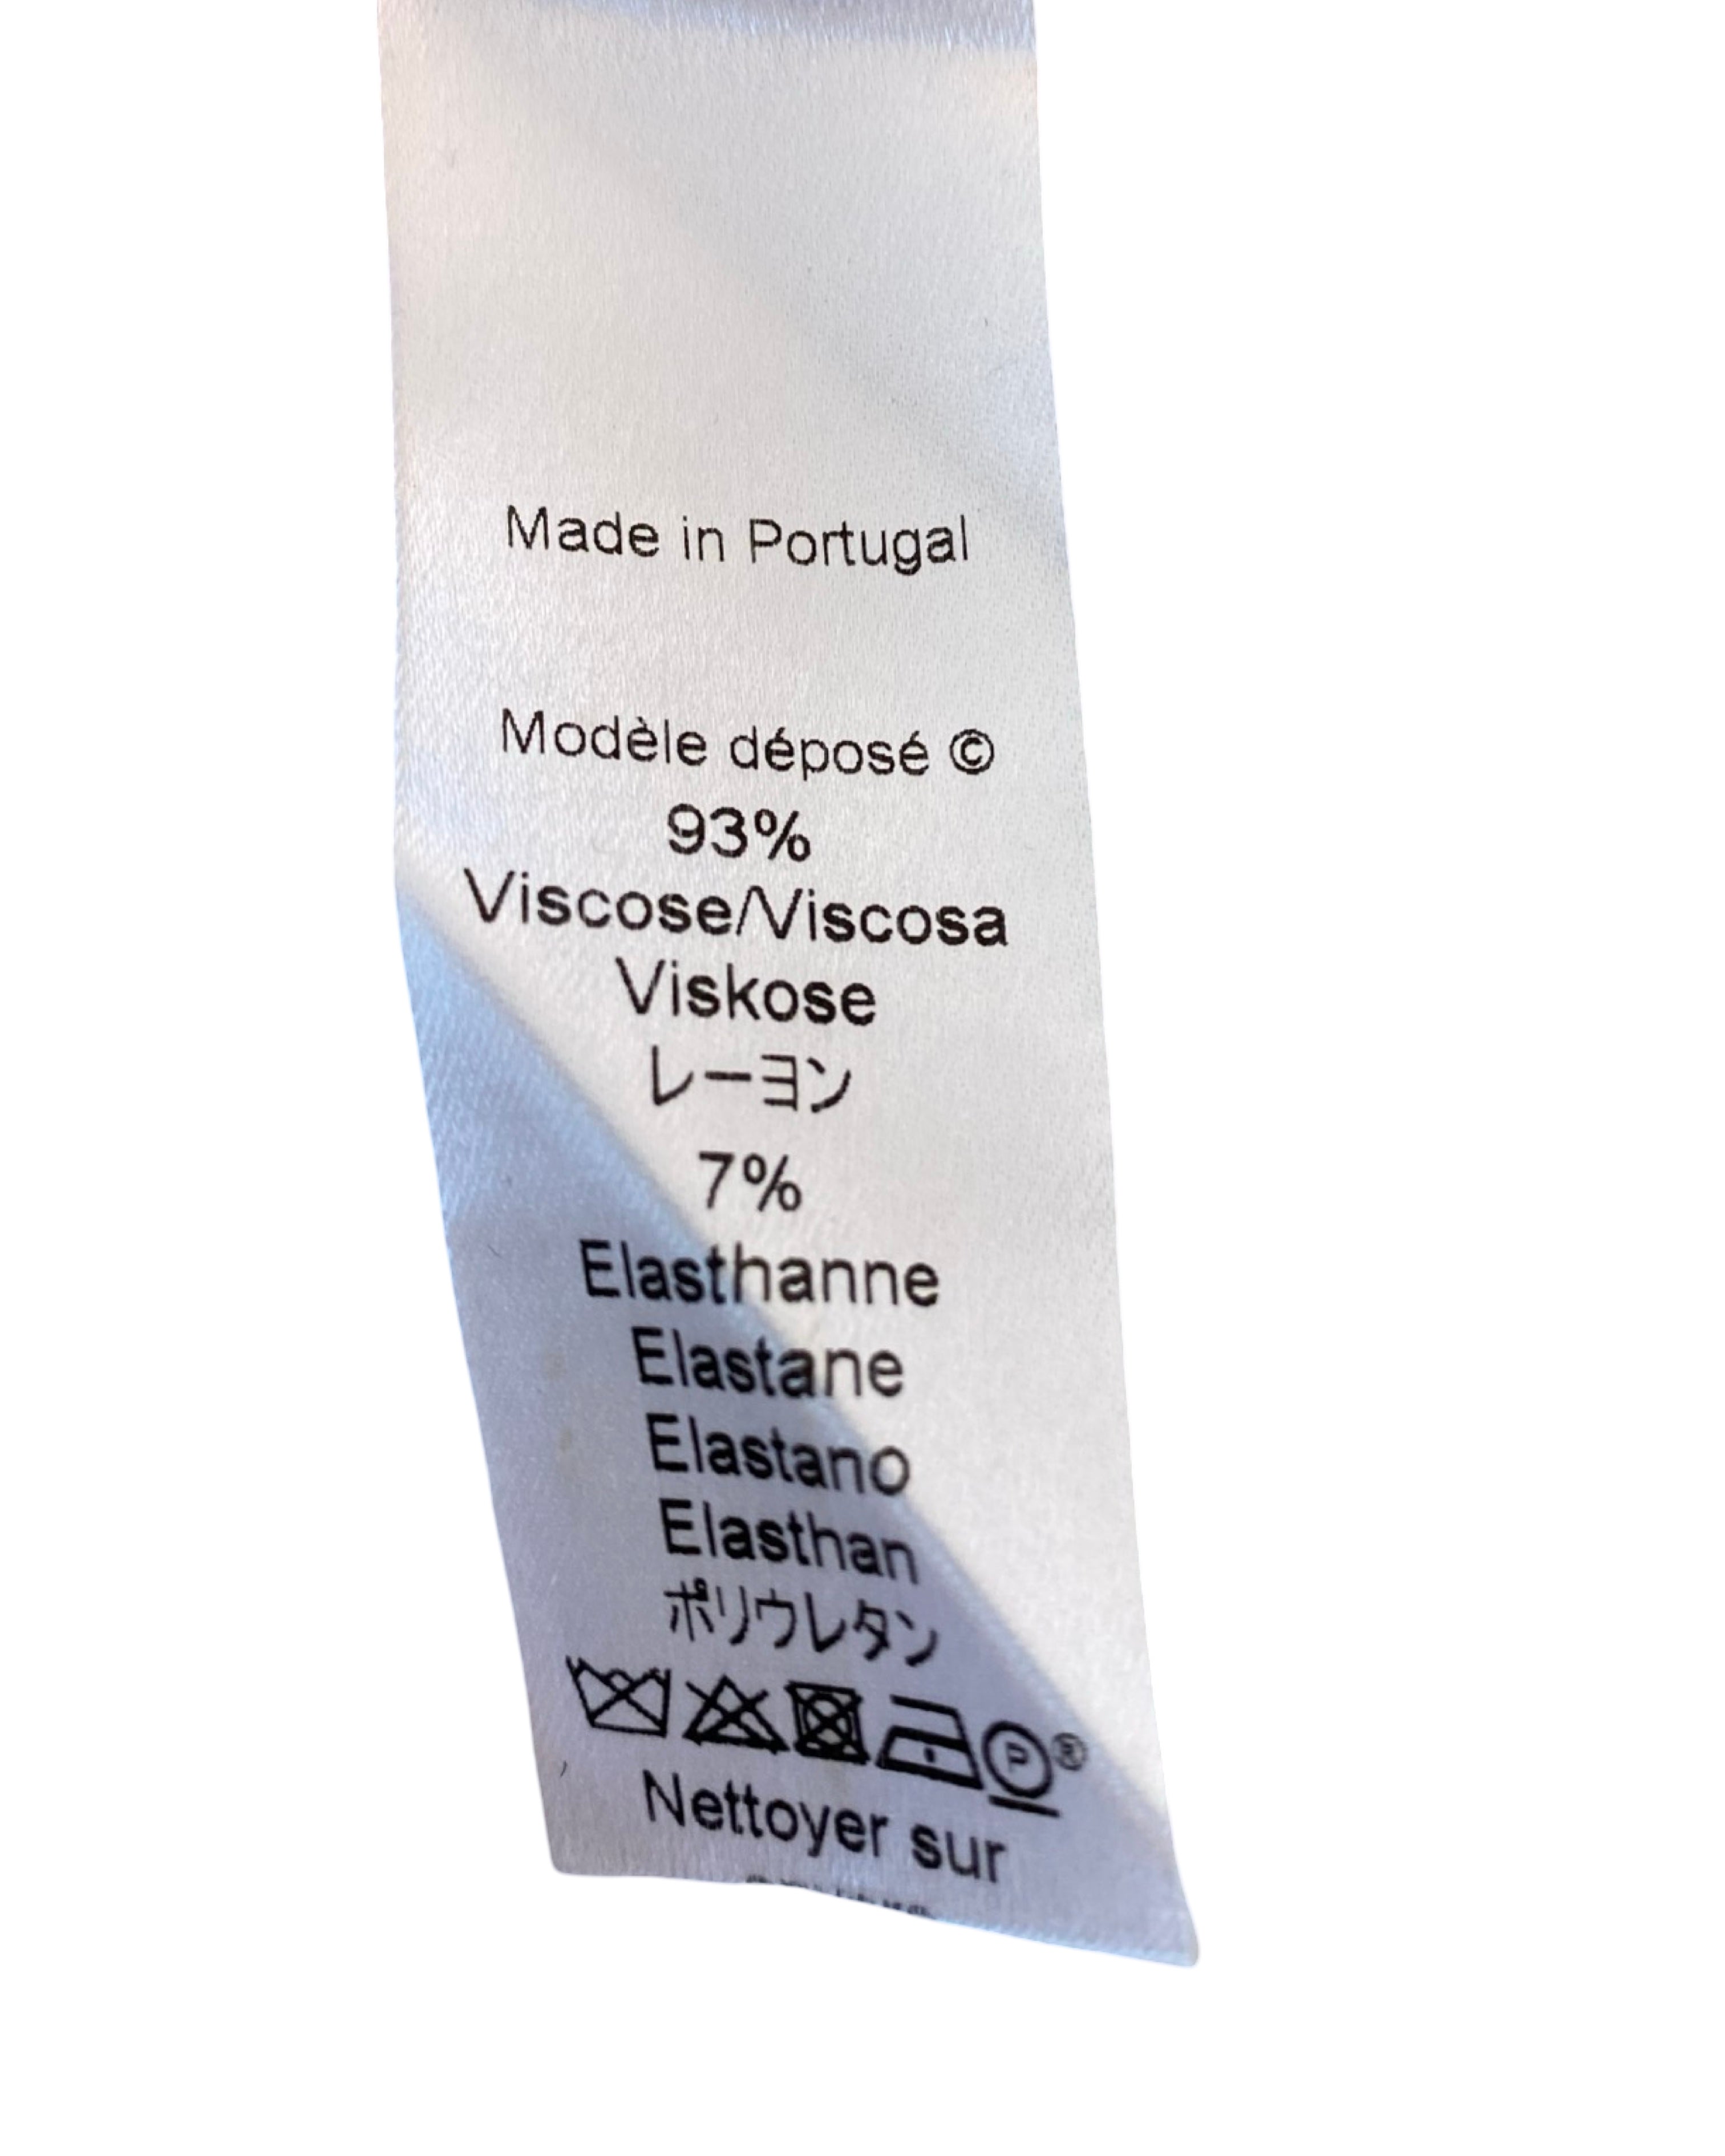 Made in Portugal
Modèle déposé ©
93%
Viscose/Viscosa
Viskose
レーヨン
7%
Elasthanne
Elastane
Elastano
Elasthan
ポリウレタン
P ®
Nettoyer sur